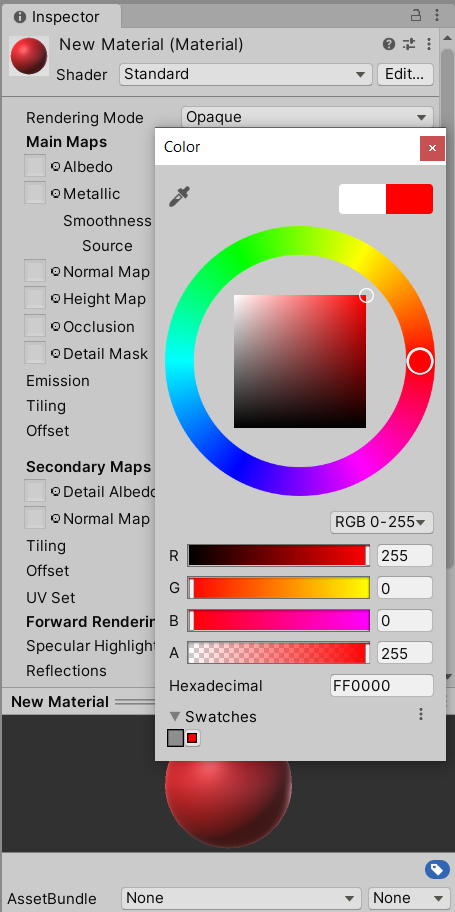 Inspector
New Material (Material)
Shader Standard Edit...
Rendering Mode Opaque
Main Maps
Color
Albedo
Metallic
Smoothness
Source
Normal Map
Height Map
Occlusion
Detail Mask
Emission
Tiling
Offset
Secondary Maps
Detail Albedo
Normal Map
RGB 0-255
Tiling
R 255
Offset
G 0
UV Set
B 0
Forward Renderin
Specular Highlight
A 255
Reflections
Hexadecimal FF0000
New Material
Swatches
AssetBundle None None